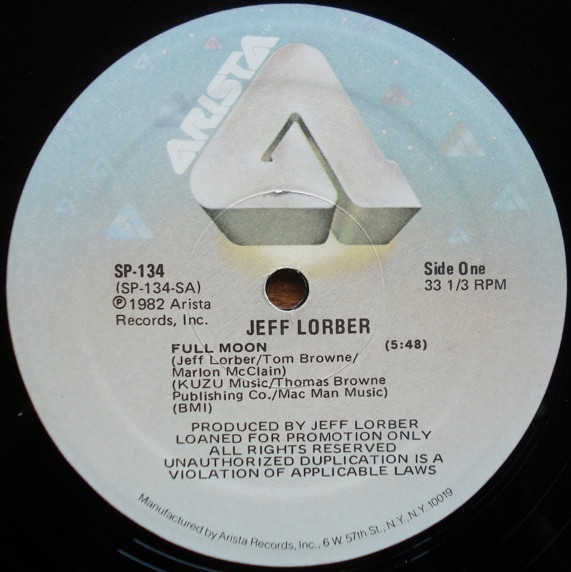 ARISTA
SP-134
(SP-134-SA)
℗1982 Arista
Records, Inc.
Side One
33 1/3 RPM
JEFF LORBER
FULL MOON (5:48)
(Jeff Lorber/Tom Browne/
Marlon McClain)
(KUZU Music/Thomas Browne
Publishing Co./Mac Man Music)
(BMI)
PRODUCED BY JEFF LORBER
LOANED FOR PROMOTION ONLY
ALL RIGHTS RESERVED
UNAUTHORIZED DUPLICATION IS A
VIOLATION OF APPLICABLE LAWS
Manufactured by Arista Records, Inc., 6 W. 57th St., N.Y., N.Y. 10019